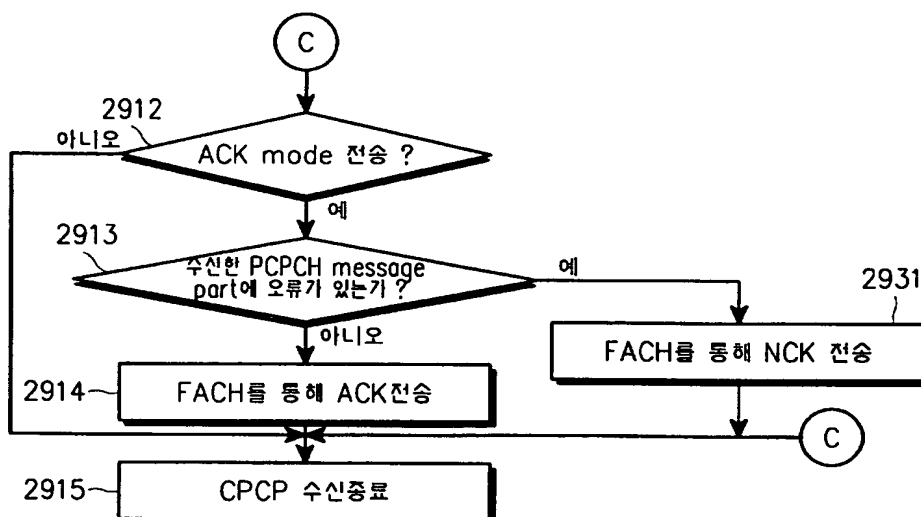 C
2912
아니오
ACK mode 전송 ?
예
2913
수신한 PCPCH message
part에 오류가 있는가 ?
예
2931
아니오
FACH를 통해 NCK 전송
2914
FACH를 통해 ACK전송
C
2915
CPCP 수신종료